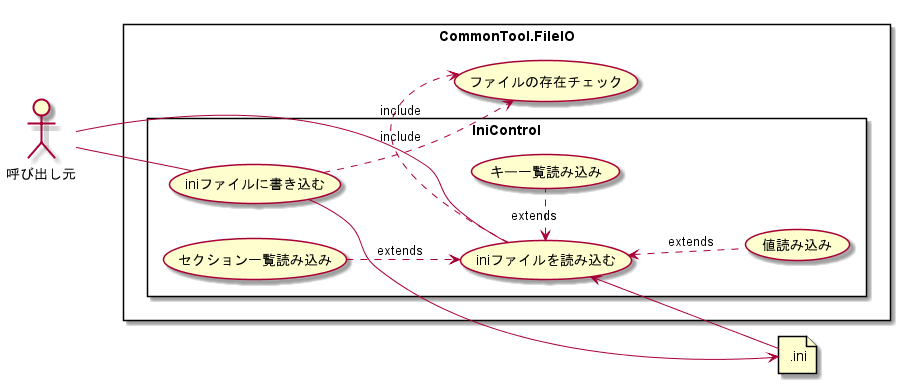 CommonTool.FileIO
ファイルの存在チェック
include
include
IniControl
呼び出し元
iniファイルに書き込む
キー一覧読み込み
extends
セクション一覧読み込み
extends
iniファイルを読み込む
extends
値読み込み
.ini